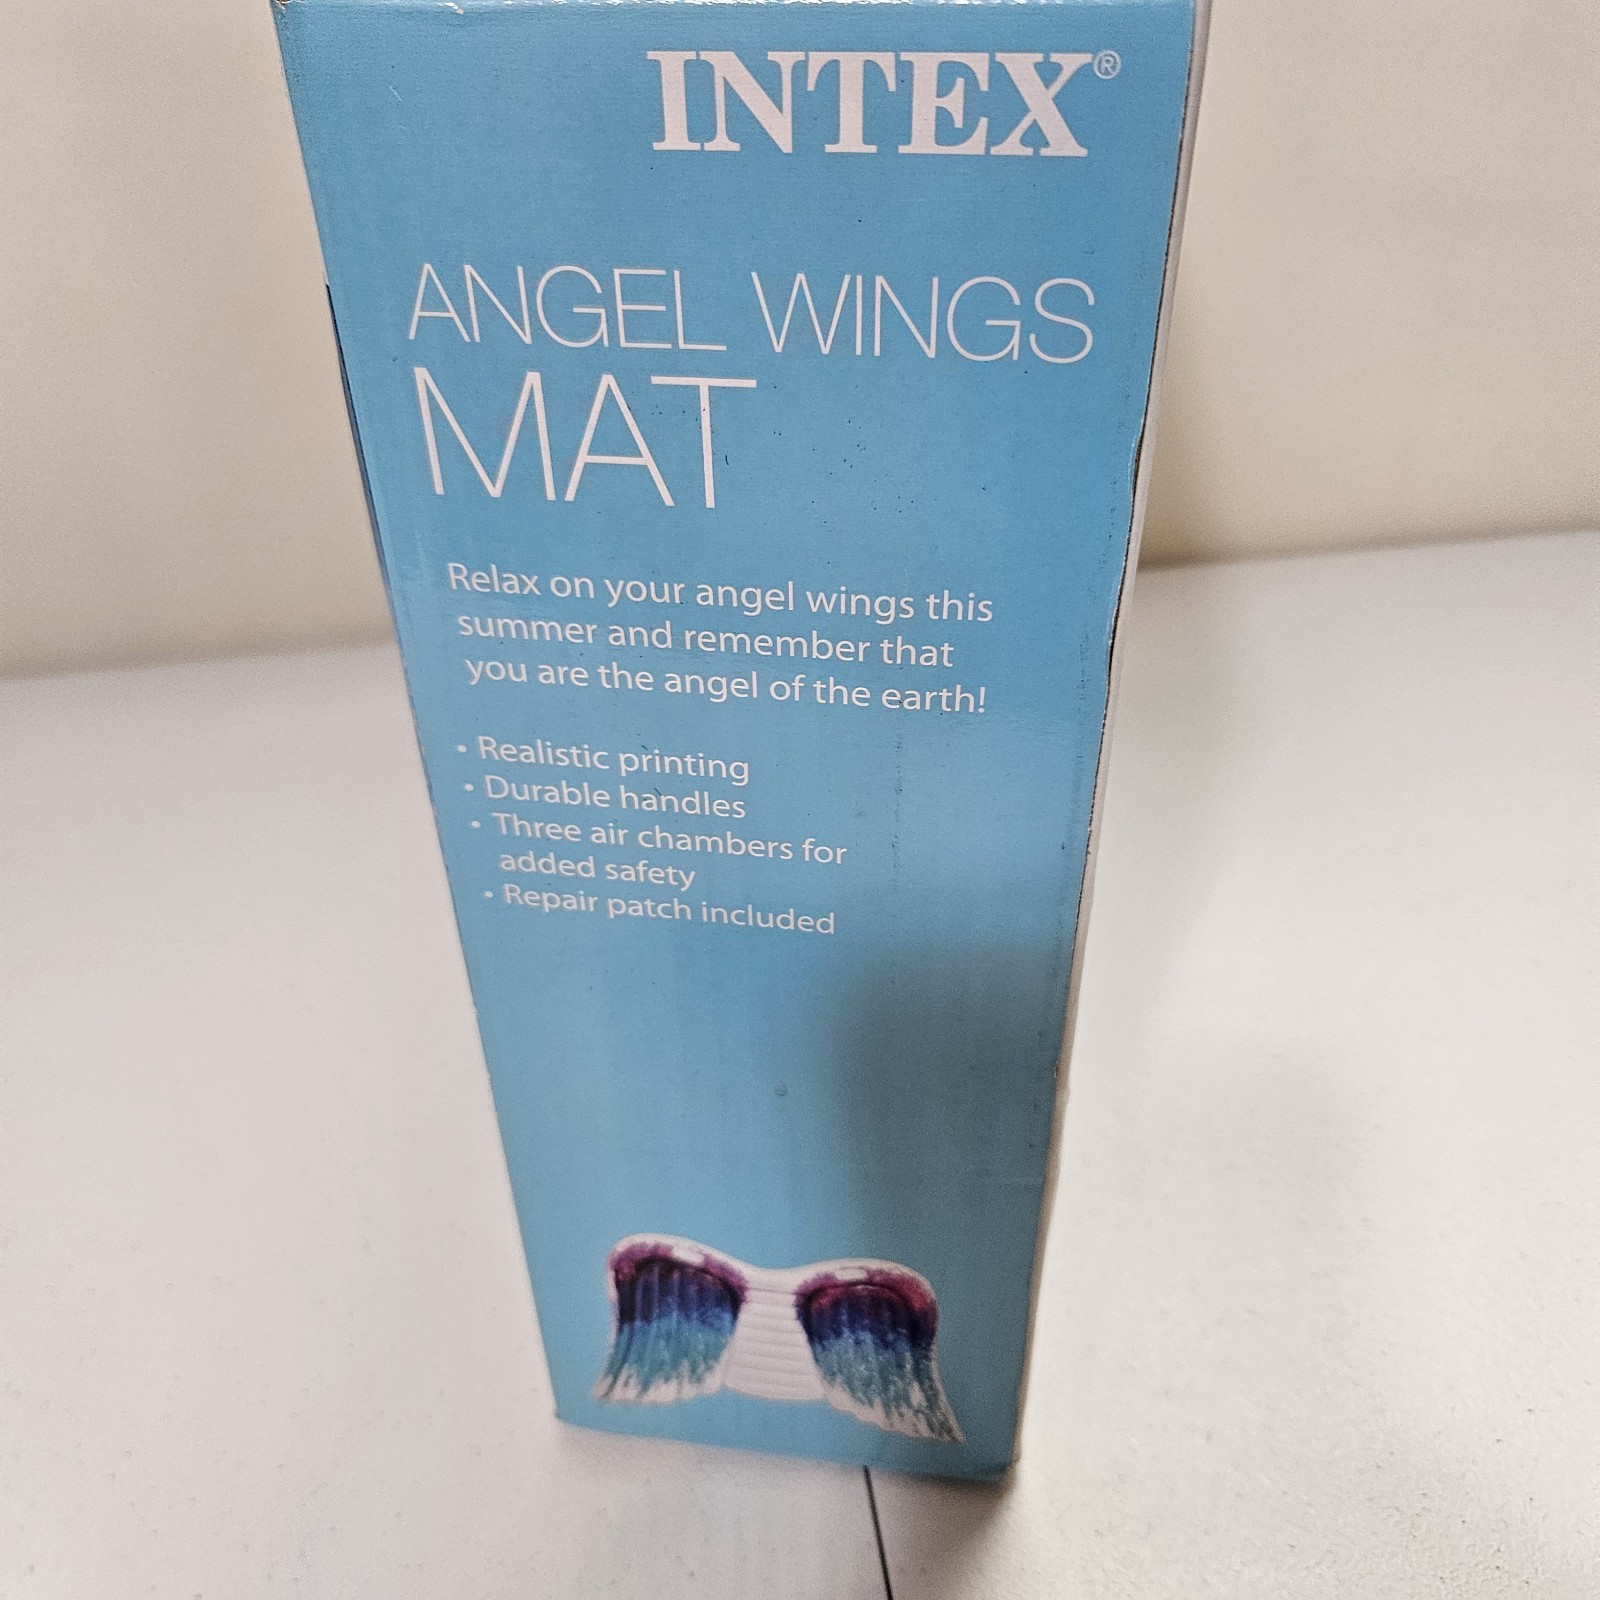 INTEX®
ANGEL WINGS
MAT
Relax on your angel wings this
summer and remember that
you are the angel of the earth!
• Realistic printing
• Durable handles
• Three air chambers for
added safety
• Repair patch included